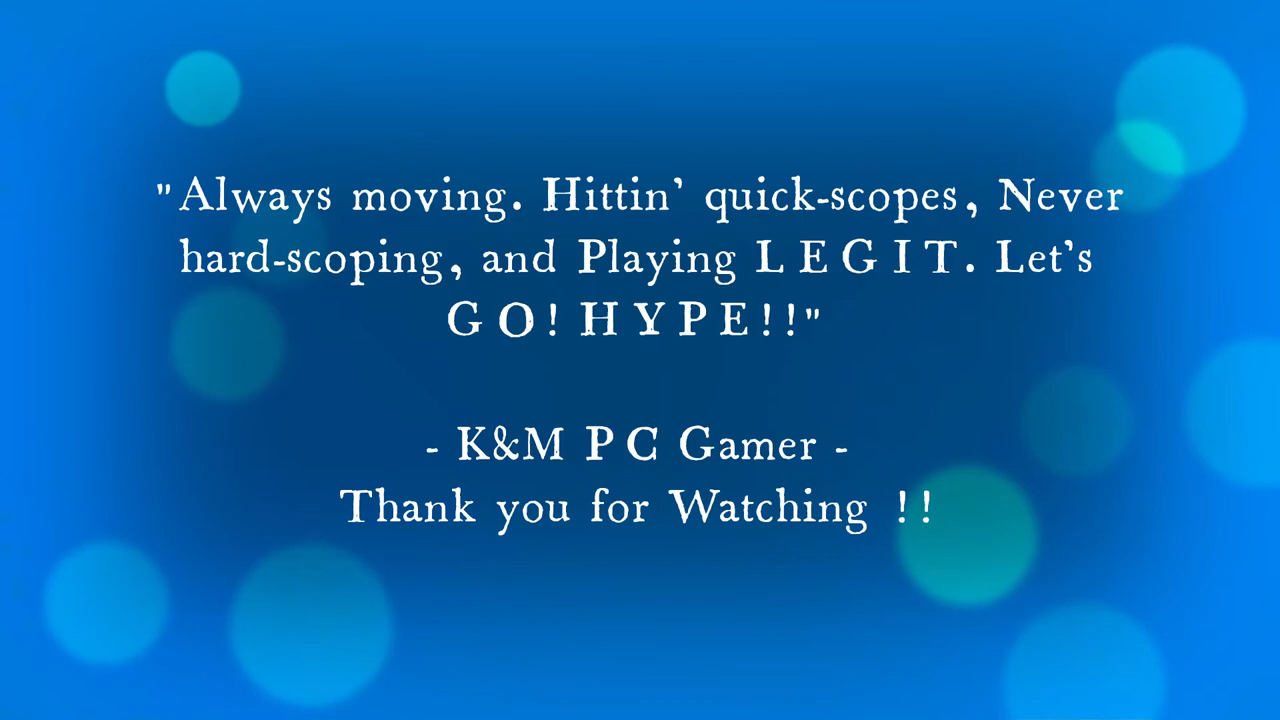 "Always moving. Hittin’ quick-scopes, Never
hard-scoping, and Playing L E G I T. Let’s
G O! H Y P E!!"
- K&M P C Gamer -
Thank you for Watching !!